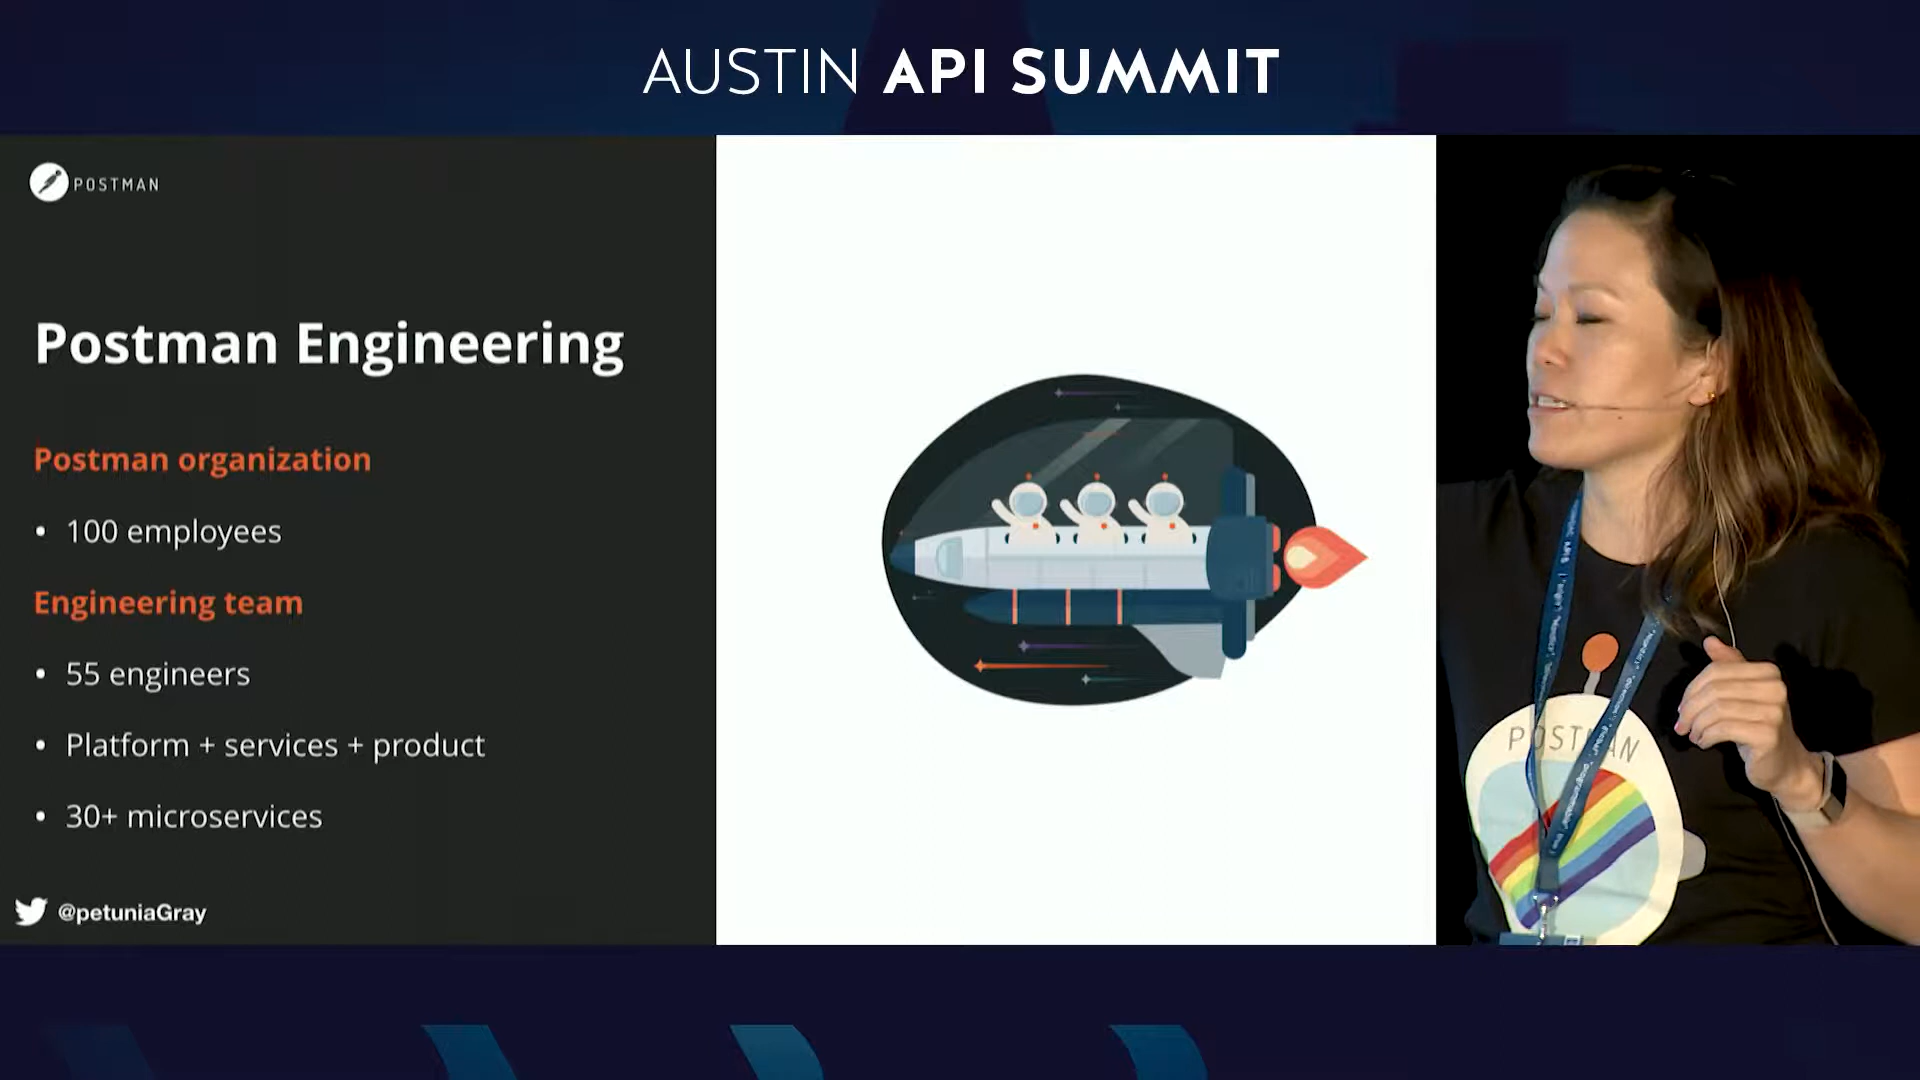 AUSTIN API SUMMIT
POSTMAN
Postman Engineering
Postman organization
• 100 employees
Engineering team
• 55 engineers
• Platform + services + product
• 30+ microservices
@petuniaGray
POSTMAN